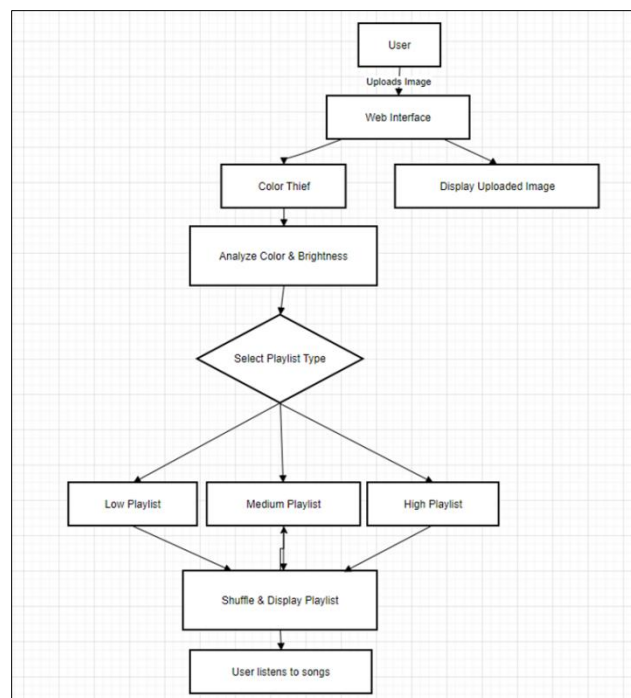 User
Uploads Image
Web Interface
Color Thief
Display Uploaded Image
Analyze Color & Brightness
Select Playlist Type
Low Playlist
Medium Playlist
High Playlist
Shuffle & Display Playlist
User listens to songs